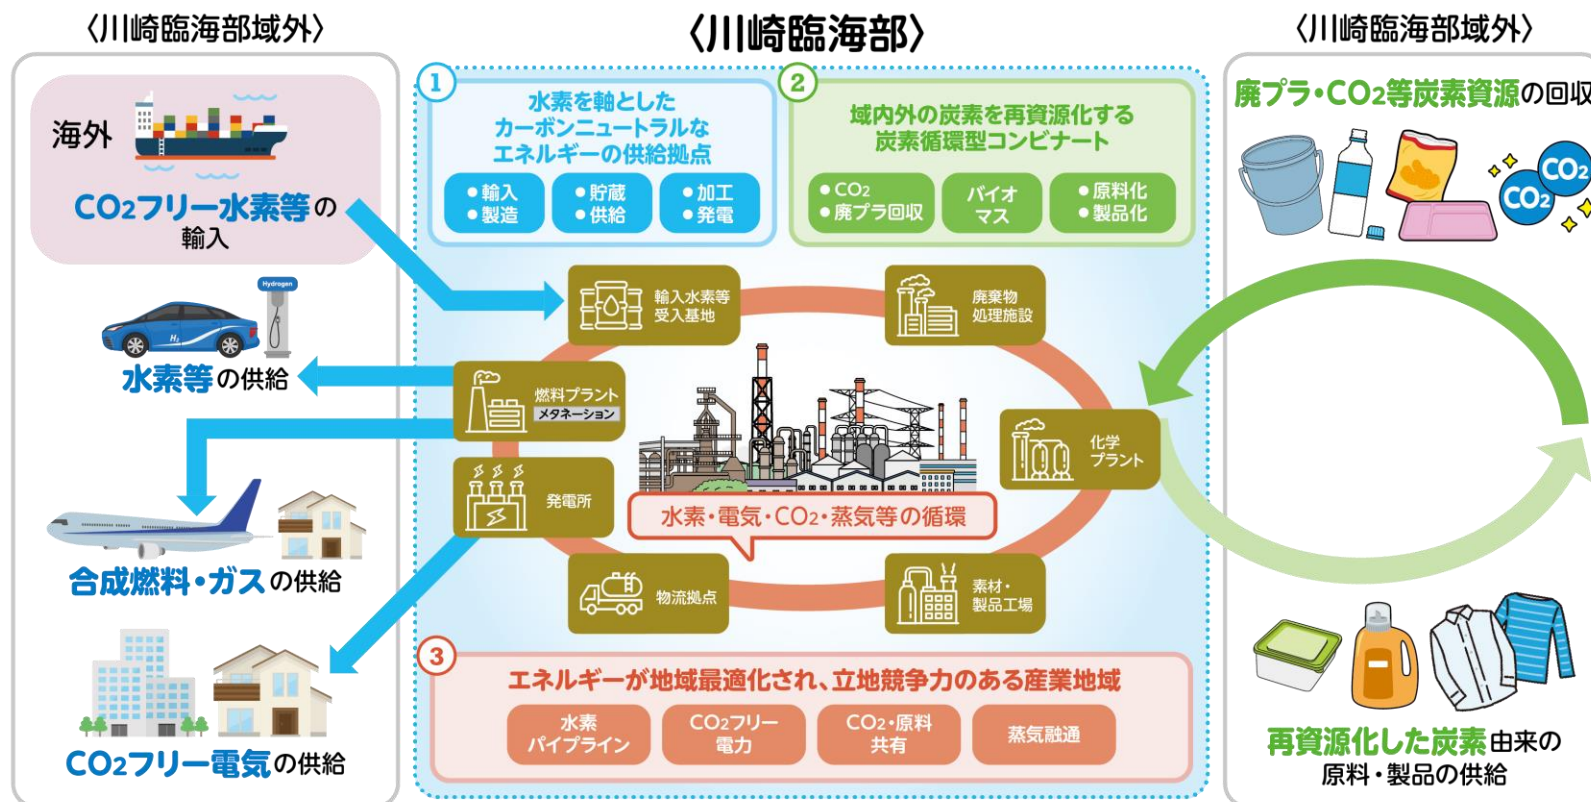 〈川崎臨海部域外〉
海外
CO2フリー水素等の
輸入
Hydrogen
H2
水素等の供給
合成燃料・ガスの供給
CO2フリー電気の供給
〈川崎臨海部〉
1
水素を軸とした
カーボンニュートラルな
エネルギーの供給拠点
●輸入
●製造
●貯蔵
●供給
●加工
●発電
2
域内外の炭素を再資源化する
炭素循環型コンビナート
●CO2
●廃プラ回収
バイオ
マス
●原料化
●製品化
輸入水素等
受入基地
廃棄物
処理施設
燃料プラント
メタネーション
化学
プラント
発電所
水素・電気・CO2・蒸気等の循環
物流拠点
素材・
製品工場
3
エネルギーが地域最適化され、立地競争力のある産業地域
水素
パイプライン
CO2フリー
電力
CO2・原料
共有
蒸気融通
〈川崎臨海部域外〉
廃プラ・CO2等炭素資源の回収
CO2
CO2
再資源化した炭素由来の
原料・製品の供給